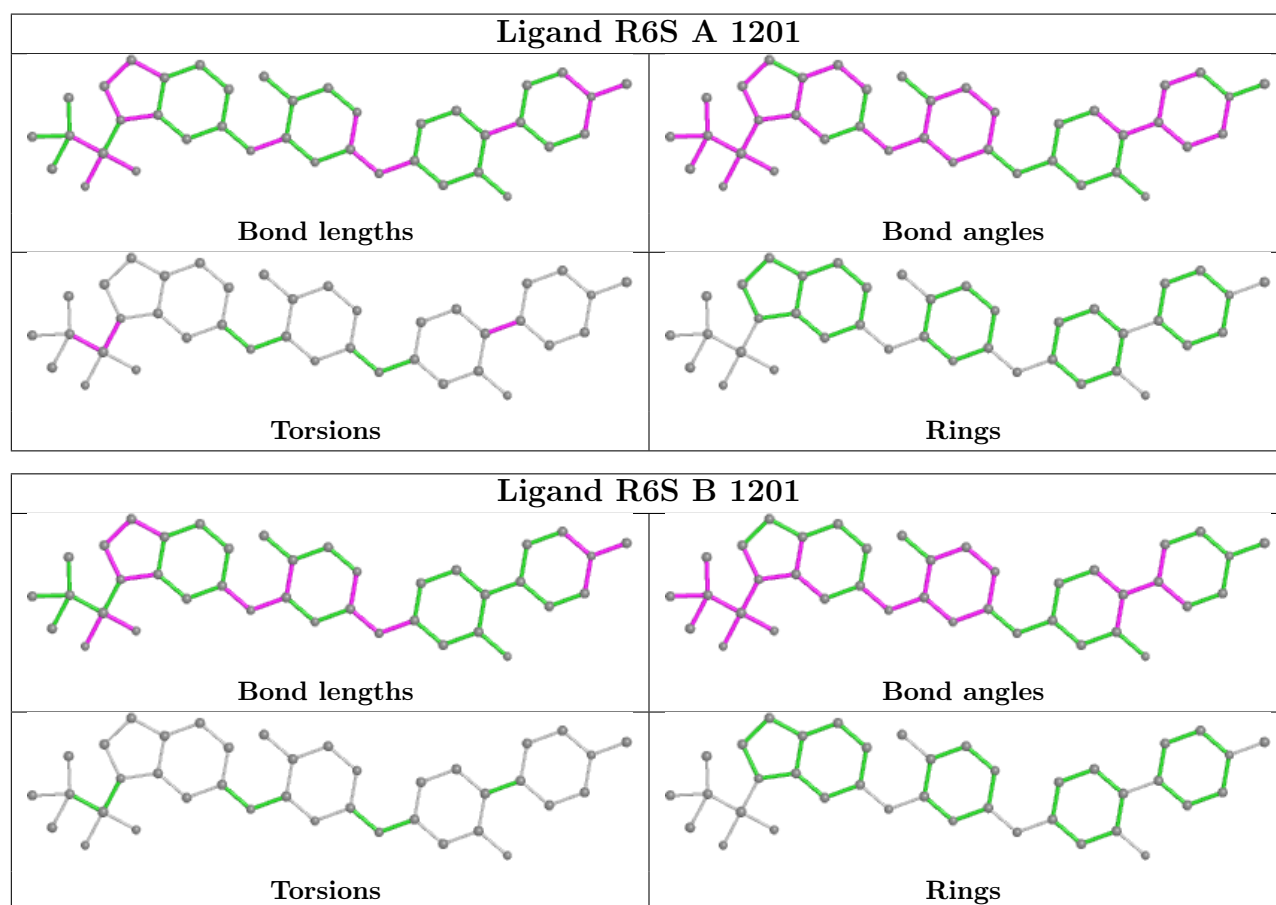 Ligand R6S A 1201
Bond lengths
Bond angles
Torsions
Rings
Ligand R6S B 1201
Bond lengths
Bond angles
Torsions
Rings